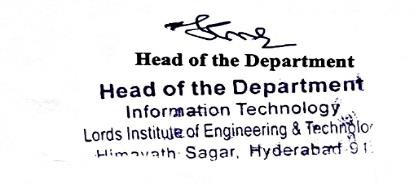 Head of the Department
Head of the Department
Information Technology
Lords Institute of Engineering & Technolo
Himayath Sagar, Hyderabad-91